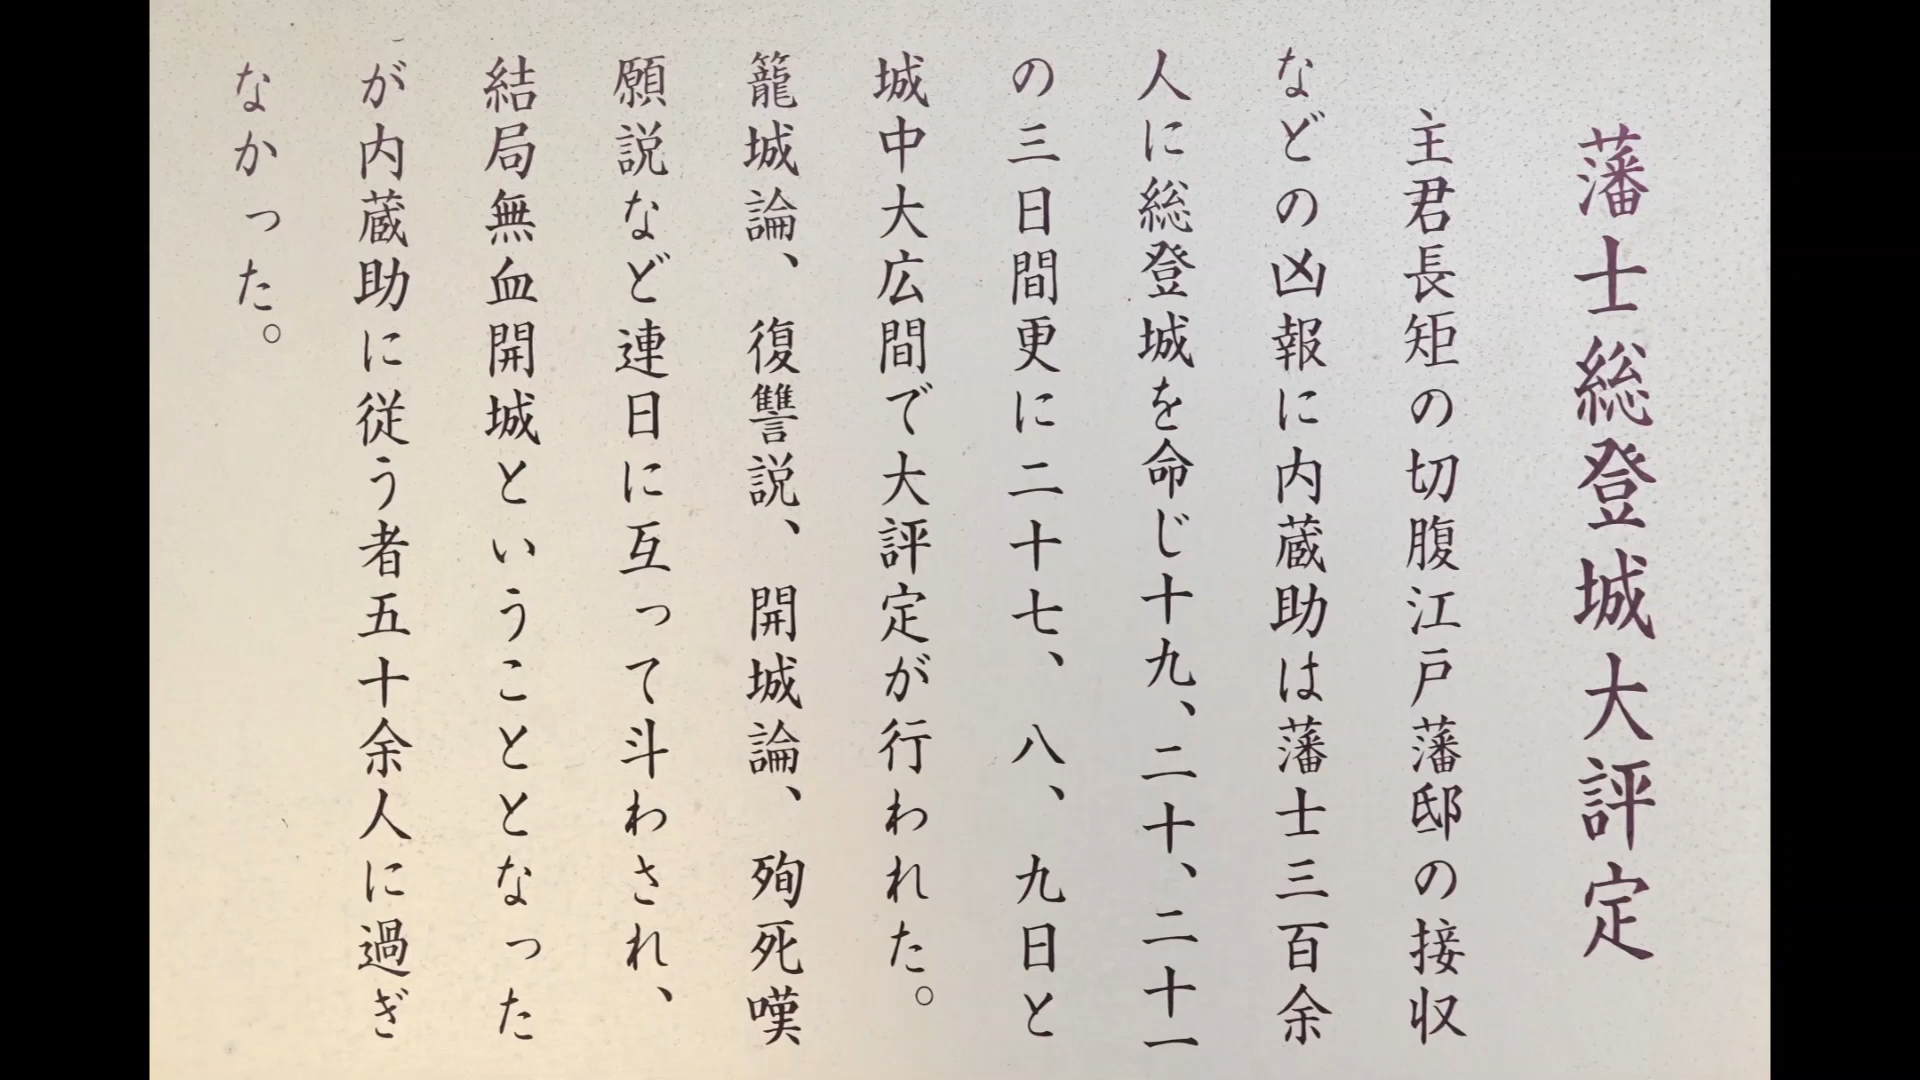 藩士総登城大評定
主君長矩の切腹江戸藩邸の接収
などの凶報に内蔵助は藩士三百余
人に総登城を命じ十九、二十、二十一
の三日間更に二十七、八、九日と
城中大広間で大評定が行われた。
籠城論、復讐説、開城論、殉死嘆
願説など連日に互って斗わされ、
結局無血開城ということとなった
が内蔵助に従う者五十余人に過ぎ
なかった。